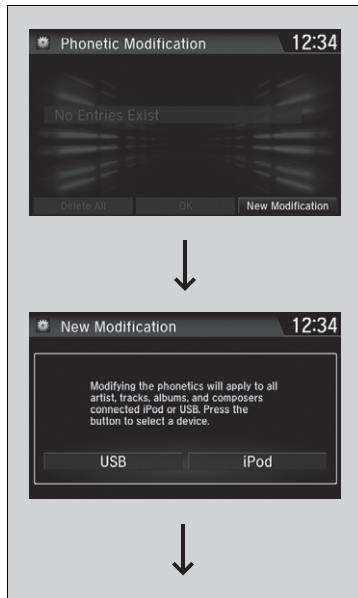 Phonetic Modification 12:34
No Entries Exist
Delete All OK New Modification
New Modification 12:34
Modifying the phonetics will apply to all
artist, tracks, albums, and composers
connected iPod or USB. Press the
button to select a device.
USB iPod